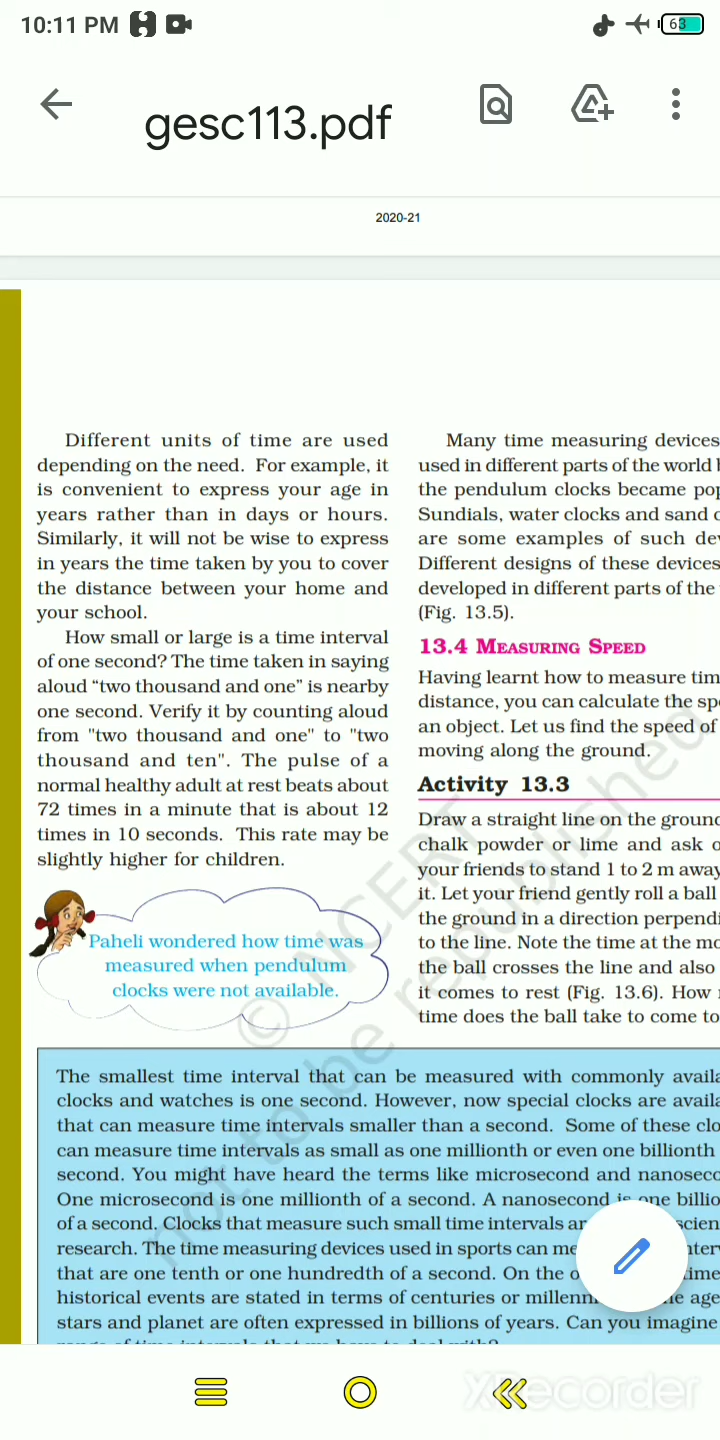 10:11 PM
63
gesc113.pdf
2020-21
Different units of time are used
depending on the need. For example, it
is convenient to express your age in
years rather than in days or hours.
Similarly, it will not be wise to express
in years the time taken by you to cover
the distance between your home and
your school.
How small or large is a time interval
of one second? The time taken in saying
aloud “two thousand and one” is nearby
one second. Verify it by counting aloud
from "two thousand and one" to "two
thousand and ten". The pulse of a
normal healthy adult at rest beats about
72 times in a minute that is about 12
times in 10 seconds. This rate may be
slightly higher for children.
Paheli wondered how time was
measured when pendulum
clocks were not available.
Many time measuring devices
used in different parts of the world
the pendulum clocks became
Sundials, water clocks and sand
are some examples of such
Different designs of these devices
developed in different parts of the
(Fig. 13.5).
13.4 MEASURING SPEED
Having learnt how to measure
distance, you can calculate the
an object. Let us find the speed of
moving along the ground.
Activity 13.3
Draw a straight line on the ground
chalk powder or lime and ask
your friends to stand 1 to 2 m away
it. Let your friend gently roll a ball
the ground in a direction
to the line. Note the time at the
the ball crosses the line and also
it comes to rest (Fig. 13.6). How
time does the ball take to come to
The smallest time interval that can be measured with commonly
clocks and watches is one second. However, now special clocks are
that can measure time intervals smaller than a second. Some of these
can measure time intervals as small as one millionth or even one billionth
second. You might have heard the terms like microsecond and
One microsecond is one millionth of a second. A nanosecond is one
of a second. Clocks that measure such small time intervals
research. The time measuring devices used in sports can
that are one tenth or one hundredth of a second. On the
historical events are stated in terms of centuries or
stars and planet are often expressed in billions of years. Can you imagine
© NCERT
not to be republished
XRecorder